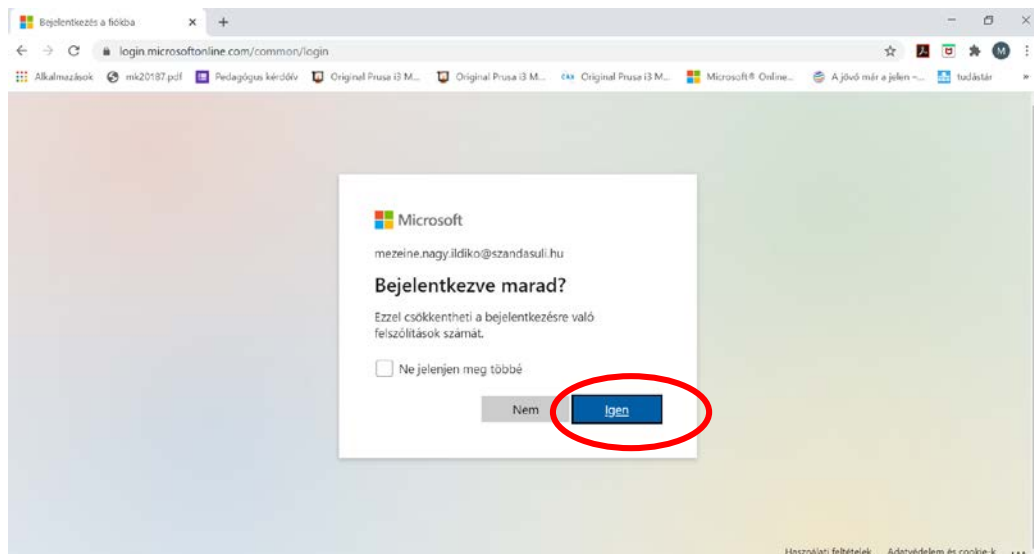 Bejelentkezés a fiókba
login.microsoftonline.com/common/login
M
Alkalmazások mk20187.pdf Pedagógus kérdőív Original Prusa i3 M... Original Prusa i3 M... Original Prusa i3 M... Microsoft® Online... A jövő már a jelen –... tudástár »
Microsoft
mezeine.nagy.ildiko@szandasuli.hu
Bejelentkezve marad?
Ezzel csökkentheti a bejelentkezésre való
felszólítások számát.
Ne jelenjen meg többé
Nem Igen
Használati feltételek Adatvédelem és cookie-k ...